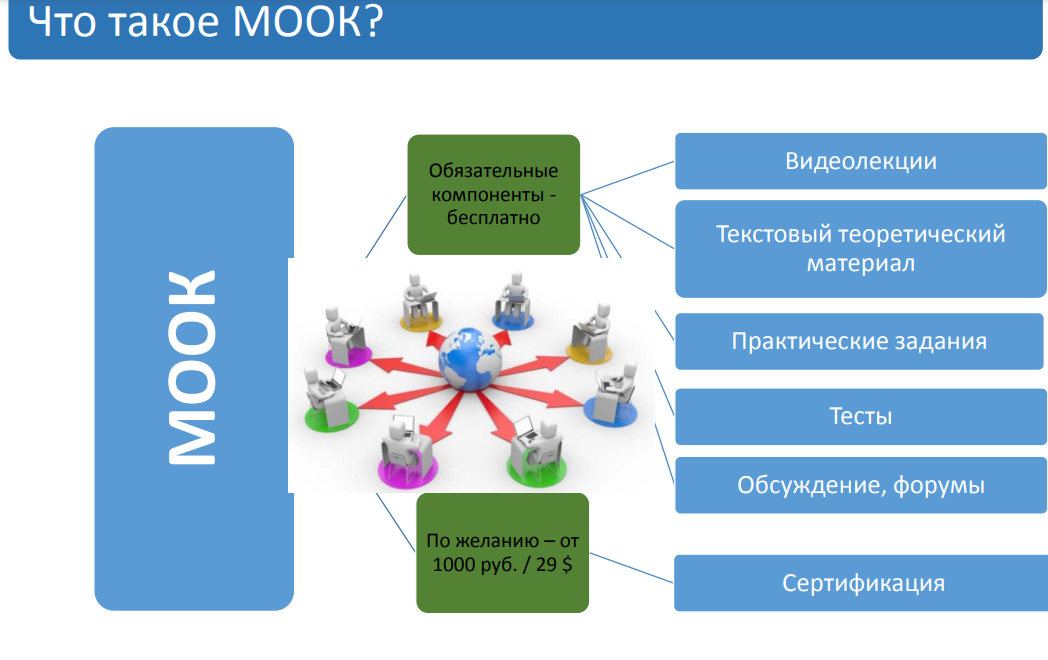 Что такое МООК?
МООК
Обязательные
компоненты -
бесплатно
Видеолекции
Текстовый теоретический
материал
Практические задания
Тесты
Обсуждение, форумы
По желанию – от
1000 руб. / 29 $
Сертификация